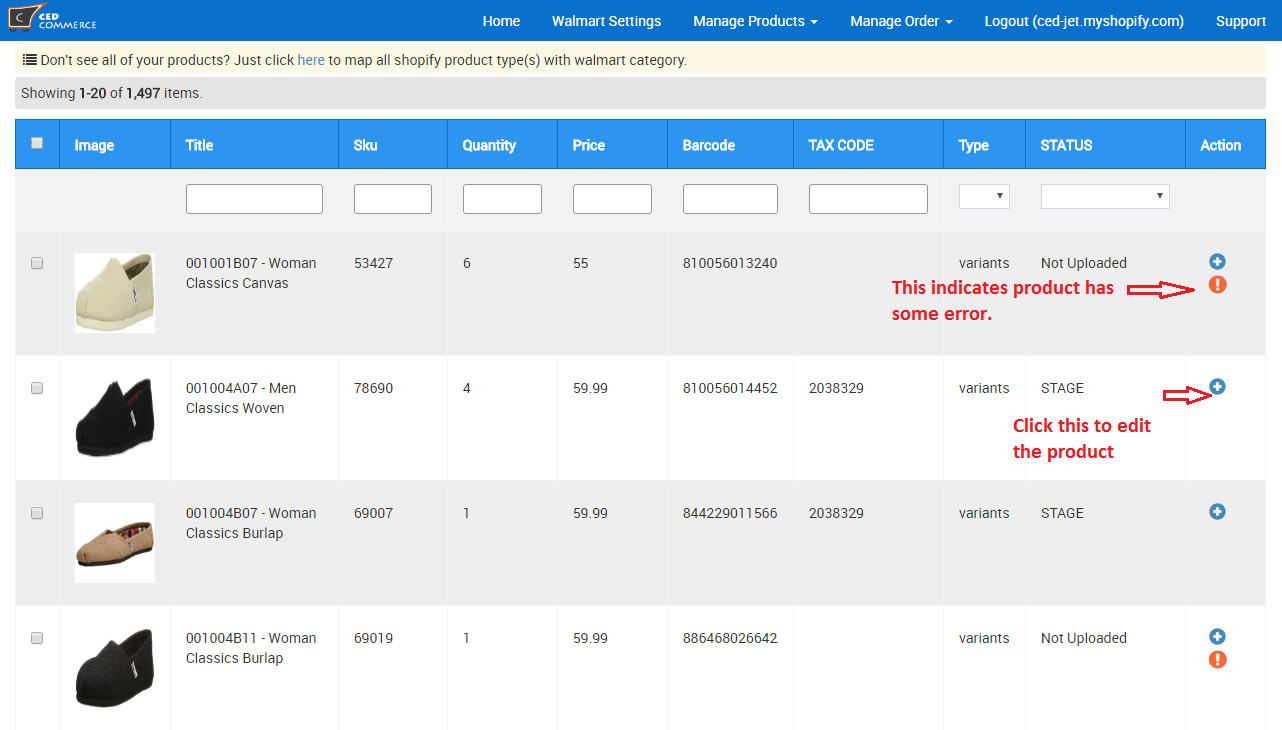 C CED
COMMERCE
Home Walmart Settings Manage Products Manage Order Logout (ced-jet.myshopify.com) Support
Don't see all of your products? Just click here to map all shopify product type(s) with walmart category.
Showing 1-20 of 1,497 items.
Image Title Sku Quantity Price Barcode TAX CODE Type STATUS Action
001001B07 - Woman 53427 6 55 810056013240 variants Not Uploaded
Classics Canvas
This indicates product has
some error.
001004A07 - Men 78690 4 59.99 810056014452 2038329 variants STAGE
Classics Woven
Click this to edit
the product
001004B07 - Woman 69007 1 59.99 844229011566 2038329 variants STAGE
Classics Burlap
001004B11 - Woman 69019 1 59.99 886468026642 variants Not Uploaded
Classics Burlap